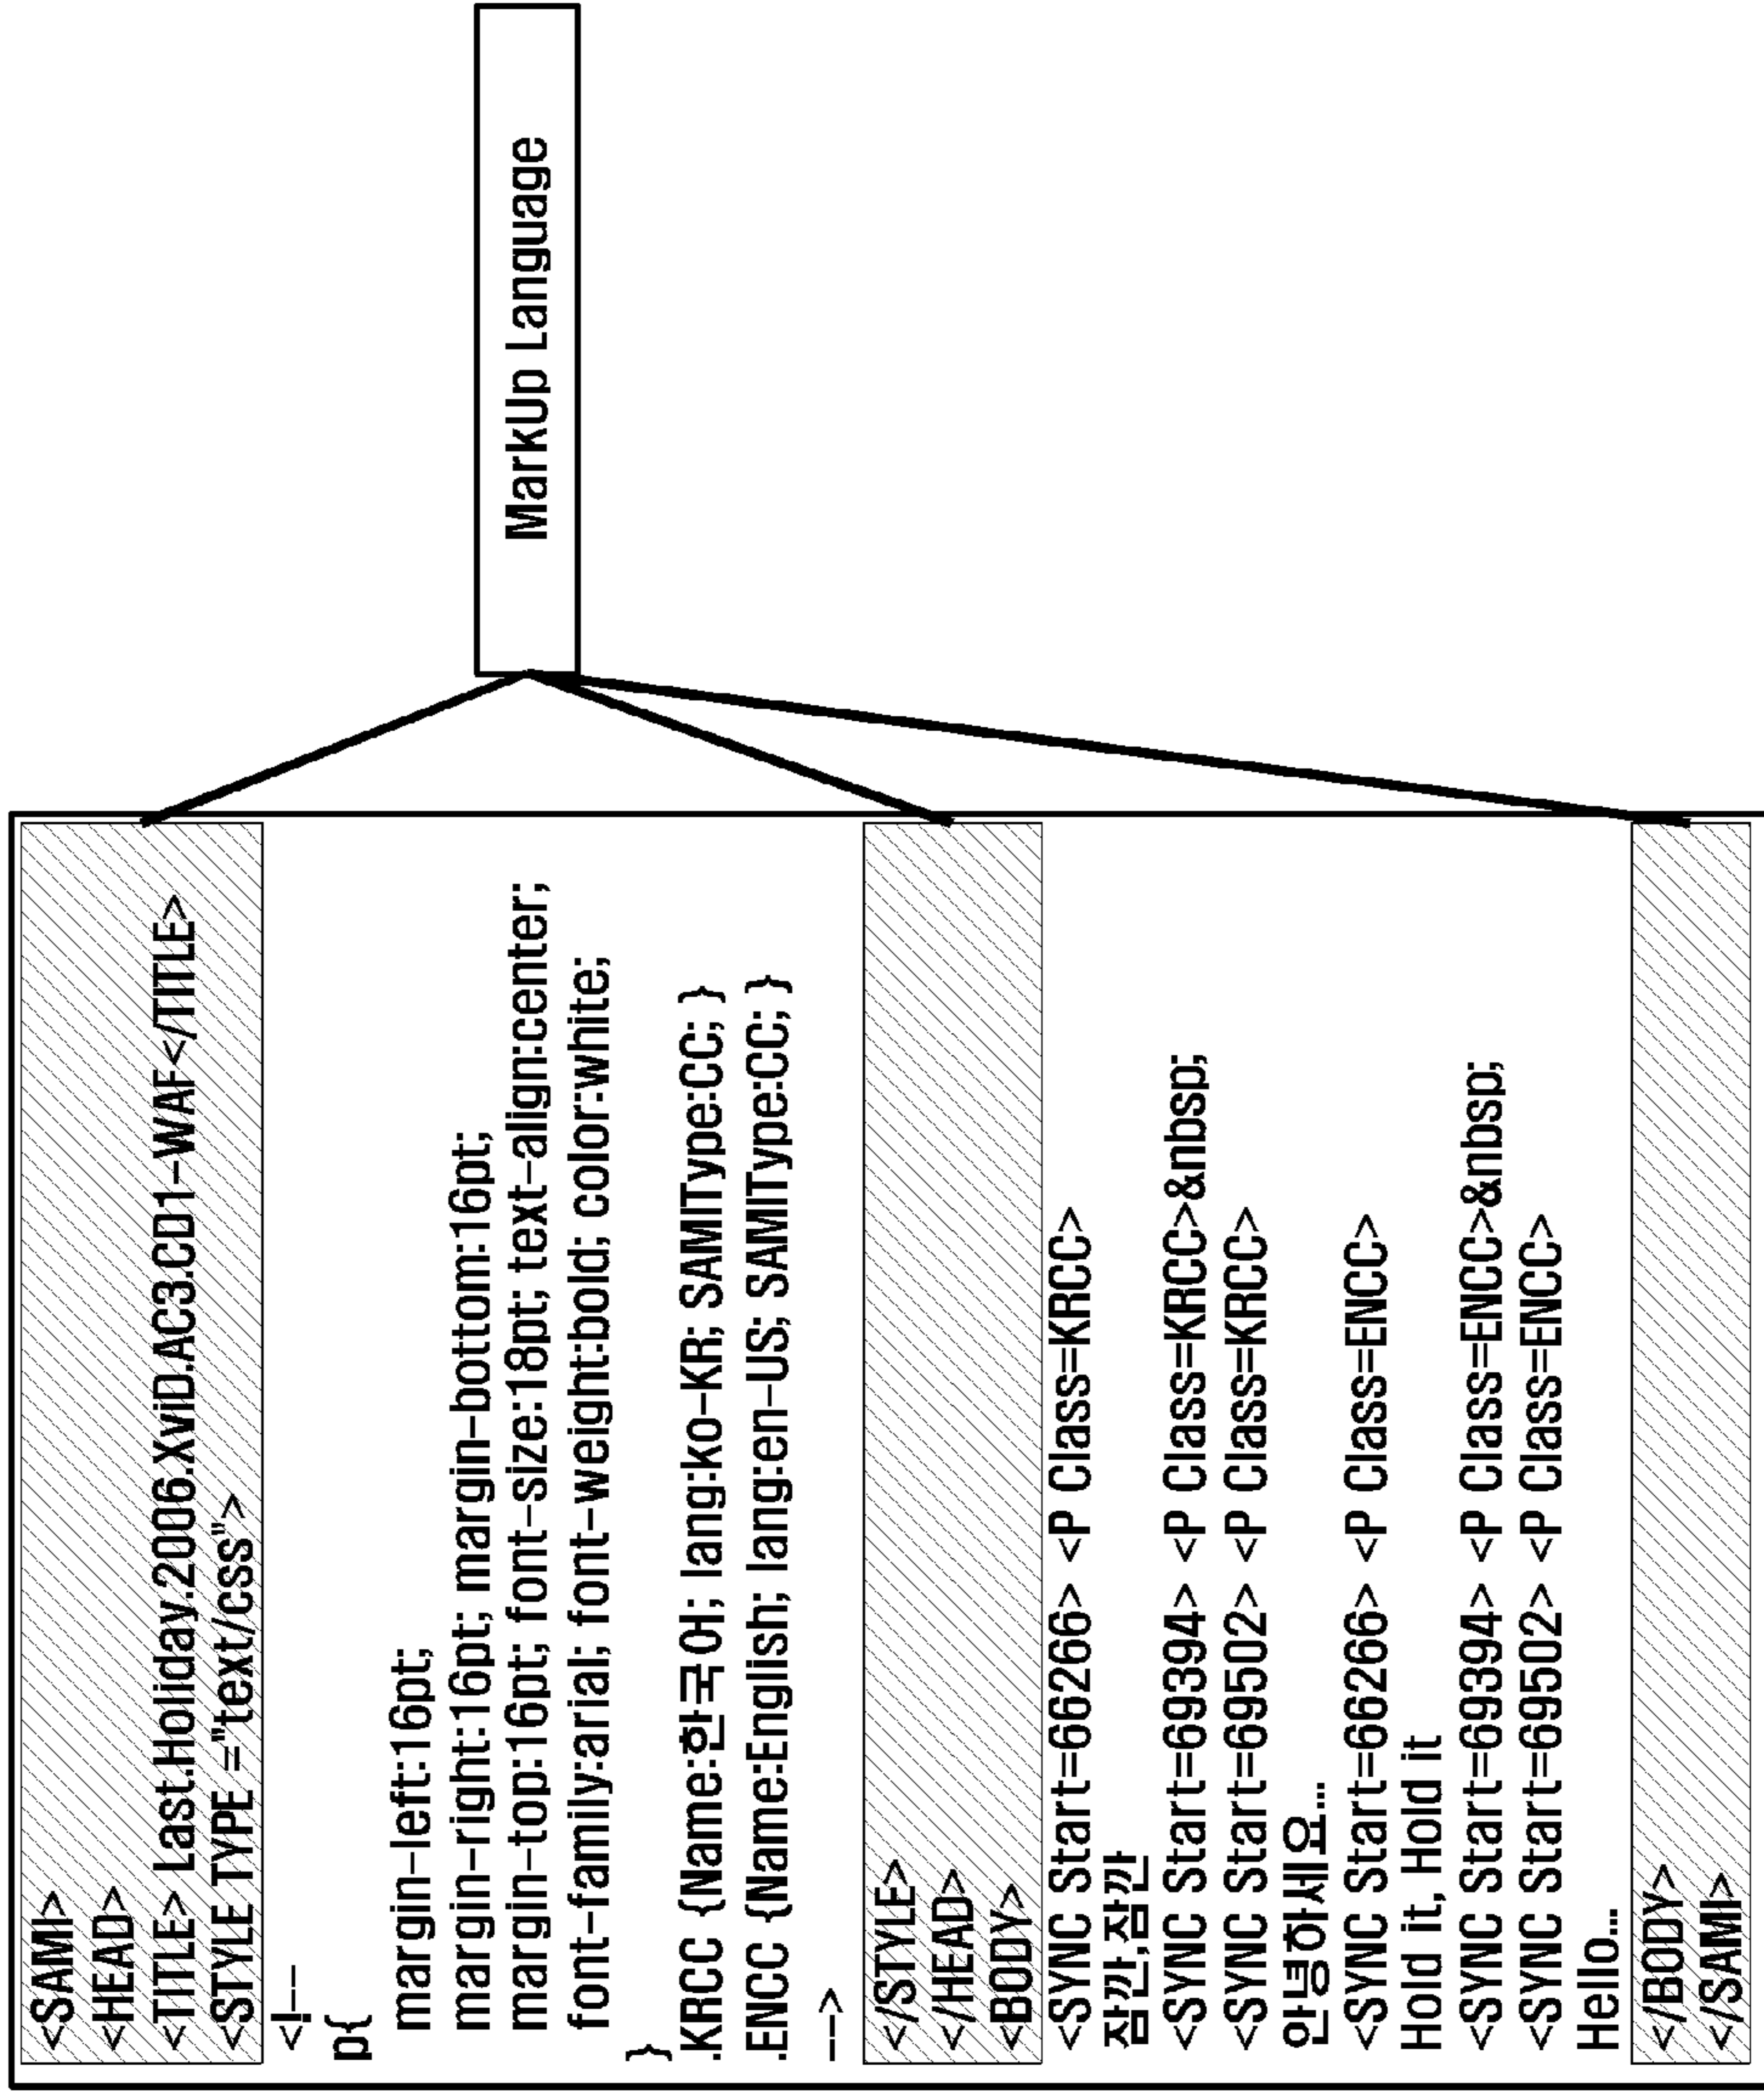 <SAMI>
<HEAD>
<TITLE> Last.Holiday.2006.XviD.AC3.CD1-WAF</TITLE>
<STYLE TYPE ="text/css">
<!--
p{
margin-left:16pt;
margin-right:16pt; margin-bottom:16pt;
margin-top:16pt; font-size:18pt; text-align:center;
font-family:arial; font-weight:bold; color:white;
}
.KRCC {Name:한국어; lang:ko-KR; SAMIType:CC; }
.ENCC {Name:English; lang:en-US; SAMIType:CC; }
-->
</STYLE>
</HEAD>
<BODY>
<SYNC Start=66266> <P Class=KRCC>
잠깐,잠깐
<SYNC Start=69394> <P Class=KRCC>&nbsp;
<SYNC Start=69502> <P Class=KRCC>
안녕하세요...
<SYNC Start=66266> <P Class=ENCC>
Hold it, Hold it
<SYNC Start=69394> <P Class=ENCC>&nbsp;
<SYNC Start=69502> <P Class=ENCC>
Hello...
</BODY>
</SAMI>
MarkUp Language